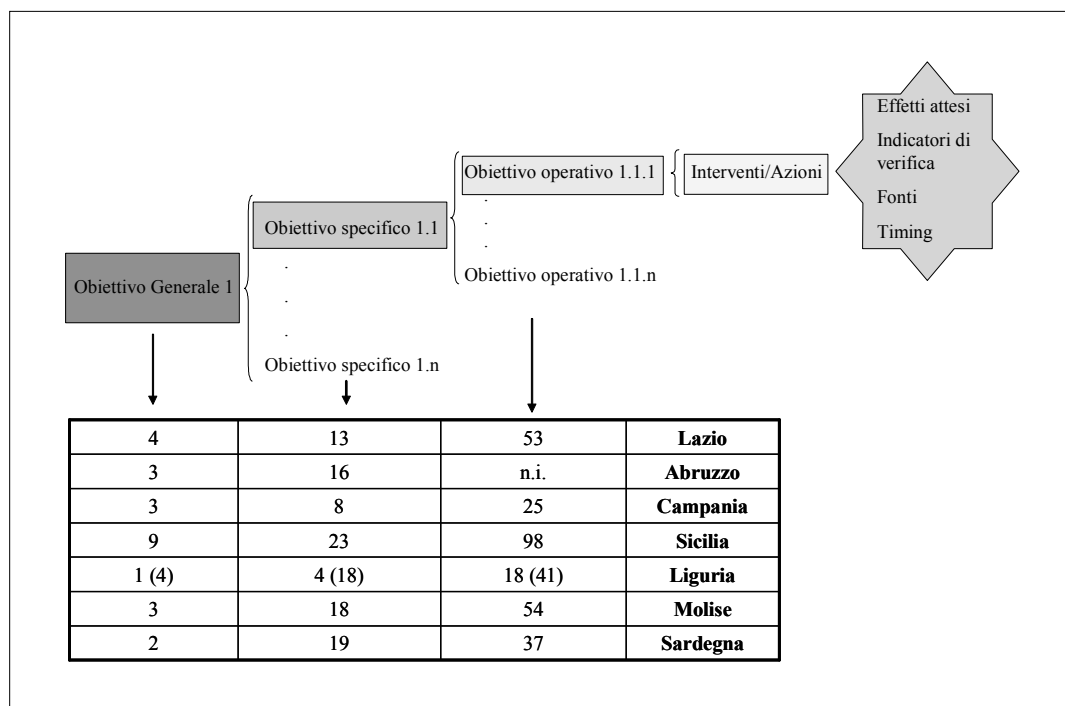 Effetti attesi
Indicatori di
verifica
Fonti
Timing
Obiettivo operativo 1.1.1
Interventi/Azioni
.
.
.
Obiettivo operativo 1.1.n
Obiettivo specifico 1.1
.
.
.
Obiettivo specifico 1.n
Obiettivo Generale 1
4 13 53 Lazio
3 16 n.i. Abruzzo
3 8 25 Campania
9 23 98 Sicilia
1 (4) 4 (18) 18 (41) Liguria
3 18 54 Molise
2 19 37 Sardegna